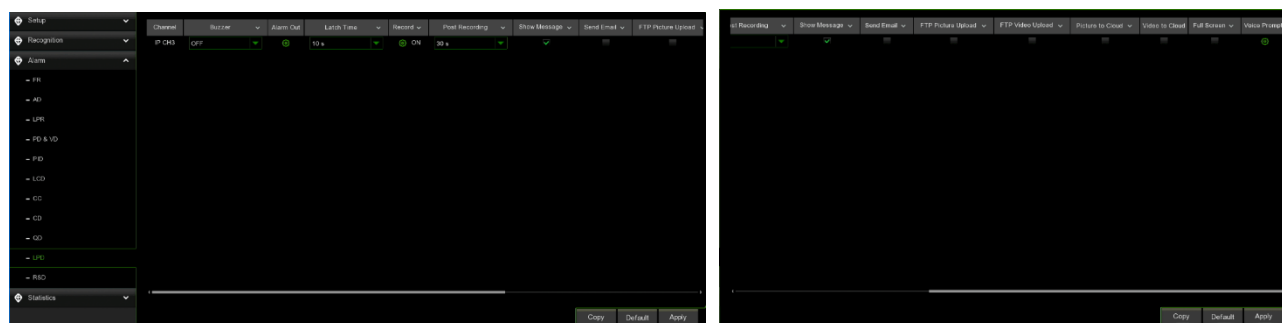 Setup
Recognition
Alarm
FR
AD
LPR
PD & VD
PID
LCD
CC
CD
QD
LPD
RSD
Statistics
Channel Buzzer Alarm Out Latch Time Record Post Recording Show Message Send Email FTP Picture Upload
IP CH3 OFF 10 s ON 30 s
Copy Default Apply
st Recording Show Message Send Email FTP Picture Upload FTP Video Upload Picture to Cloud Video to Cloud Full Screen Voice Prompt
Copy Default Apply